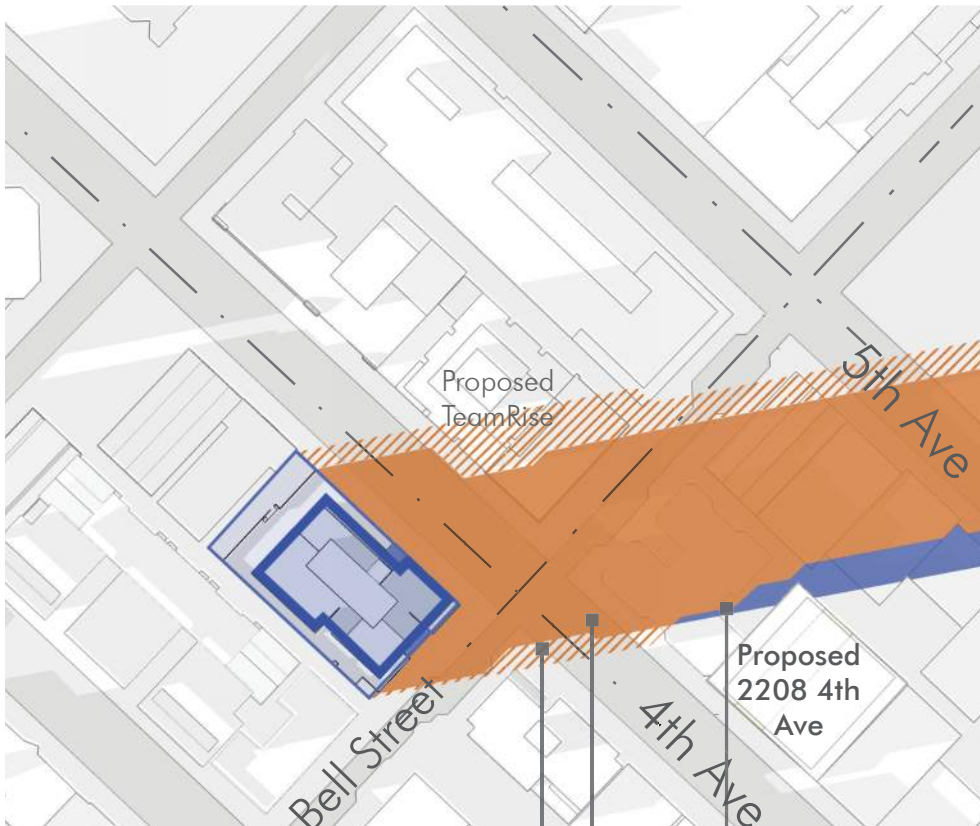 5th Ave
Proposed
TeamRise
Proposed
2208 4th
Ave
Bell Street
4th Ave